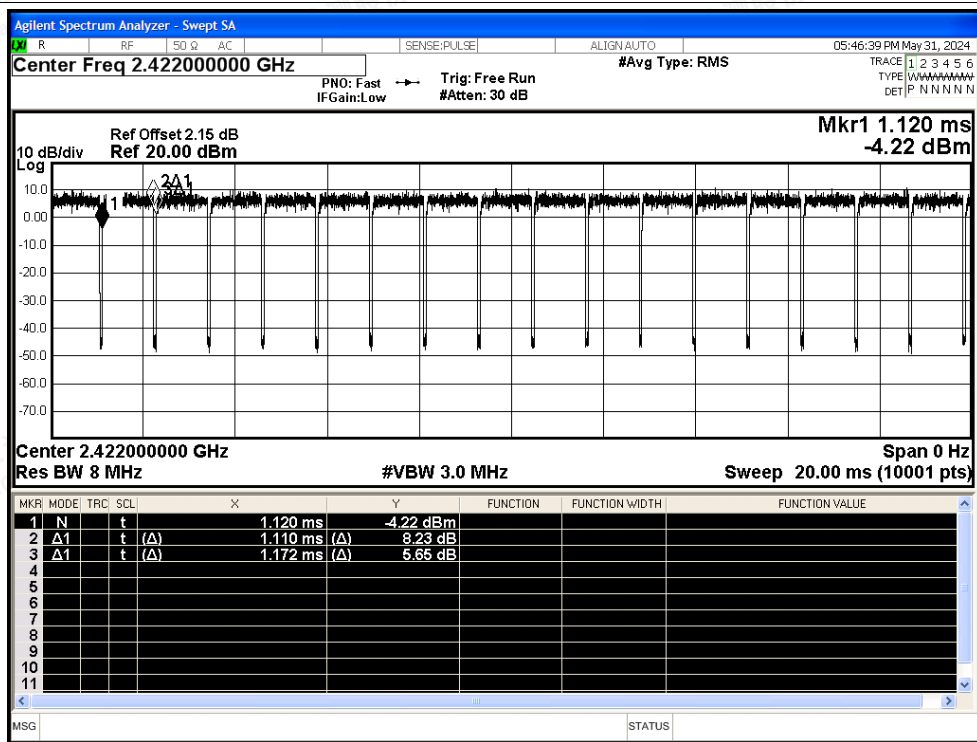 Agilent Spectrum Analyzer - Swept SA
LXI R RF 50 Ω AC SENSE:PULSE ALIGN AUTO 05:46:39 PM May 31, 2024
Center Freq 2.422000000 GHz #Avg Type: RMS TRACE 1 2 3 4 5 6
PNO: Fast Trig: Free Run TYPE
IFGain:Low #Atten: 30 dB DET P N N N N N
Mkr1 1.120 ms
Ref Offset 2.15 dB
10 dB/div Ref 20.00 dBm -4.22 dBm
Log
2Δ1
10.0
1
0.00
-10.0
-20.0
-30.0
-40.0
-50.0
-60.0
-70.0
Center 2.422000000 GHz Span 0 Hz
Res BW 8 MHz #VBW 3.0 MHz Sweep 20.00 ms (10001 pts)
MKR MODE TRC SCL X Y FUNCTION FUNCTION WIDTH FUNCTION VALUE
1 N t 1.120 ms -4.22 dBm
2 Δ1 t (Δ) 1.110 ms (Δ) 8.23 dB
3 Δ1 t (Δ) 1.172 ms (Δ) 5.65 dB
4
5
6
7
8
9
10
11
MSG STATUS